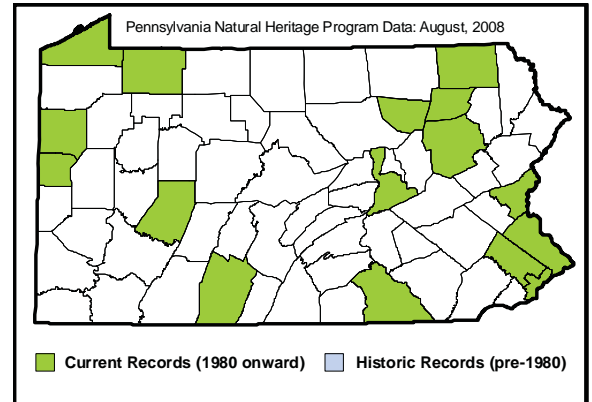 Pennsylvania Natural Heritage Program Data: August, 2008
Current Records (1980 onward) Historic Records (pre-1980)